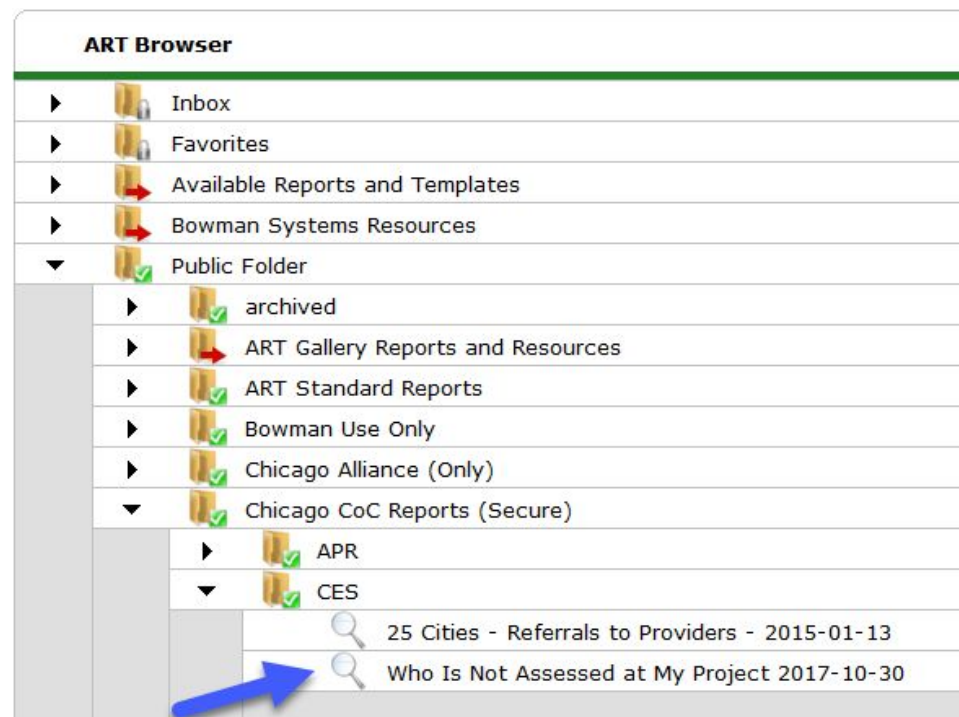 ART Browser
Inbox
Favorites
Available Reports and Templates
Bowman Systems Resources
Public Folder
archived
ART Gallery Reports and Resources
ART Standard Reports
Bowman Use Only
Chicago Alliance (Only)
Chicago CoC Reports (Secure)
APR
CES
25 Cities - Referrals to Providers - 2015-01-13
Who Is Not Assessed at My Project 2017-10-30